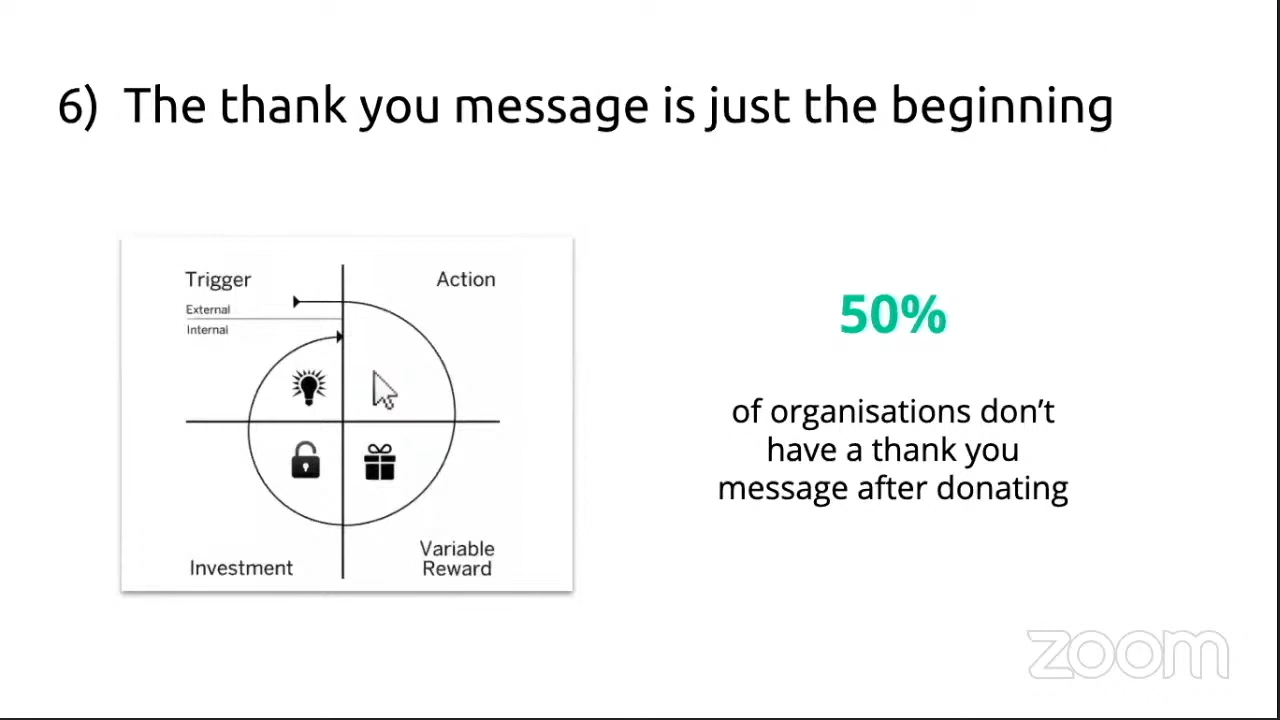 6) The thank you message is just the beginning
Trigger
Action
External
Internal
Investment
Variable
Reward
50%
of organisations don't
have a thank you
message after donating
zoom